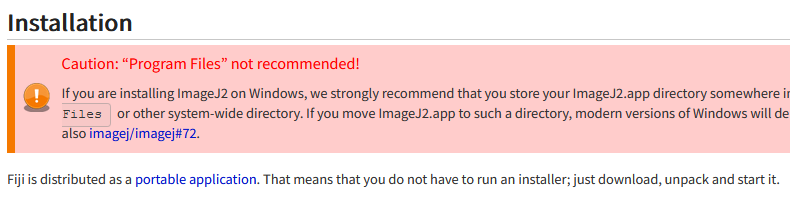 Installation
Caution: “Program Files” not recommended!
If you are installing ImageJ2 on Windows, we strongly recommend that you store your ImageJ2.app directory somewhere
Files or other system-wide directory. If you move ImageJ2.app to such a directory, modern versions of Windows will
also imagej/imagej#72.
Fiji is distributed as a portable application. That means that you do not have to run an installer; just download, unpack and start it.